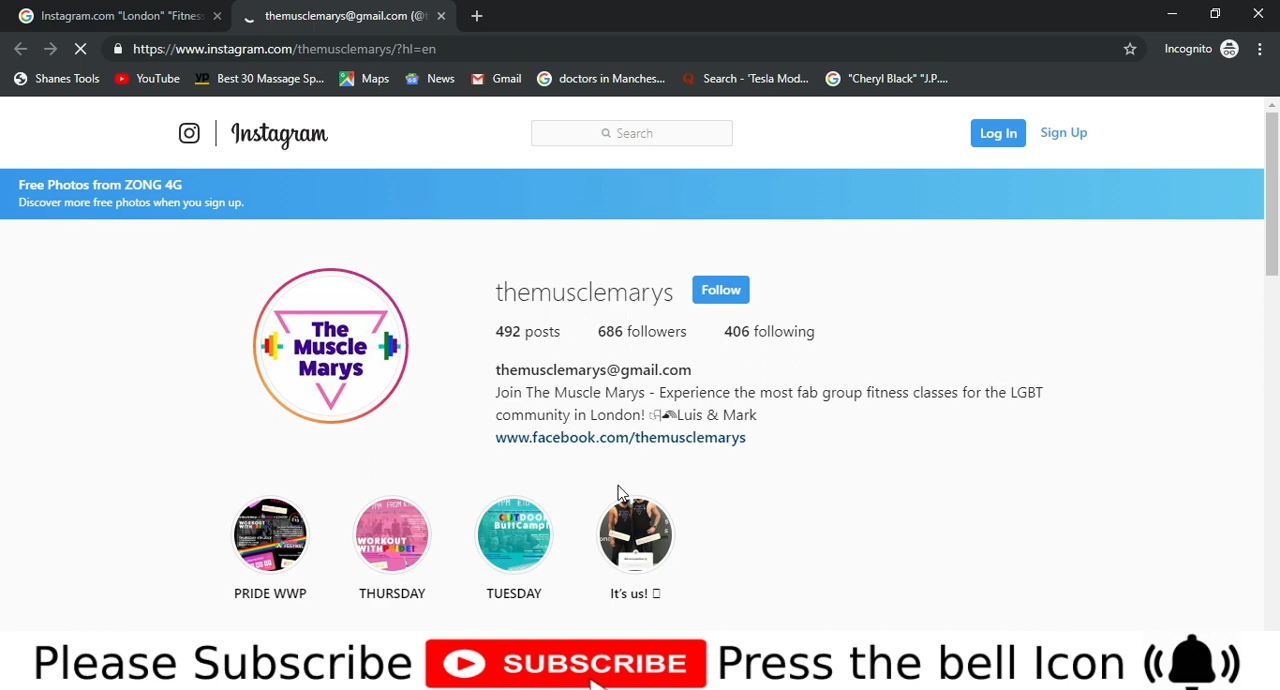 Instagram.com "London" "Fitness
themusclemarys@gmail.com (@t
https://www.instagram.com/themusclemarys/?hl=en
Incognito
Shanes Tools
YouTube
Best 30 Massage Sp...
Maps
News
Gmail
doctors in Manches...
Search - 'Tesla Mod...
"Cheryl Black" "J.P....
Instagram
Search
Log In
Sign Up
Free Photos from ZONG 4G
Discover more free photos when you sign up.
The
Muscle
Marys
themusclemarys
Follow
492 posts
686 followers
406 following
themusclemarys@gmail.com
Join The Muscle Marys - Experience the most fab group fitness classes for the LGBT
community in London! Luis & Mark
www.facebook.com/themusclemarys
WORKOUT
WITH PRIDE!
OUTDOOR
ButtCamp!
PRIDE WWP
THURSDAY
TUESDAY
It's us!
Please Subscribe
SUBSCRIBE
Press the bell Icon